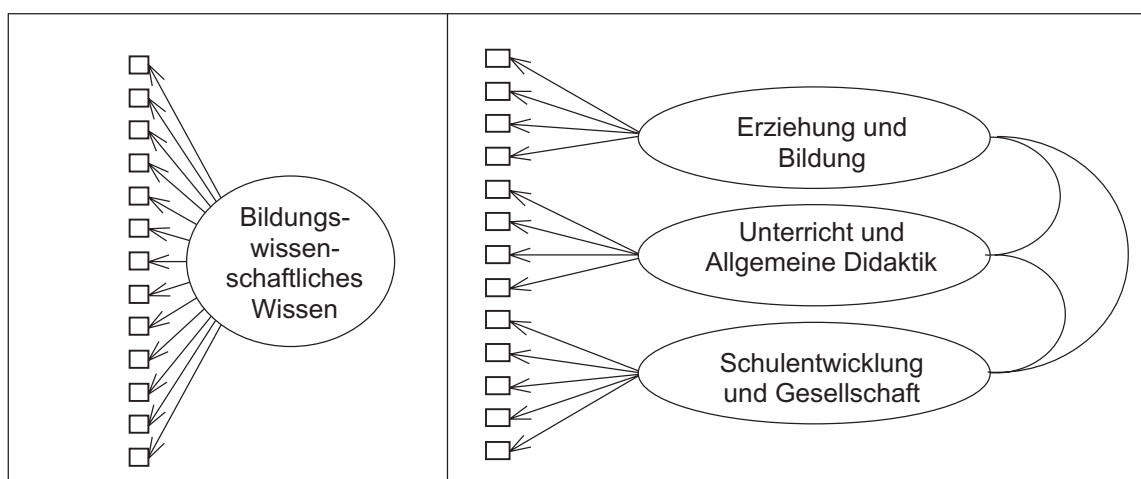 Bildungs-
wissen-
schaftliches
Wissen
Erziehung und
Bildung
Unterricht und
Allgemeine Didaktik
Schulentwicklung
und Gesellschaft